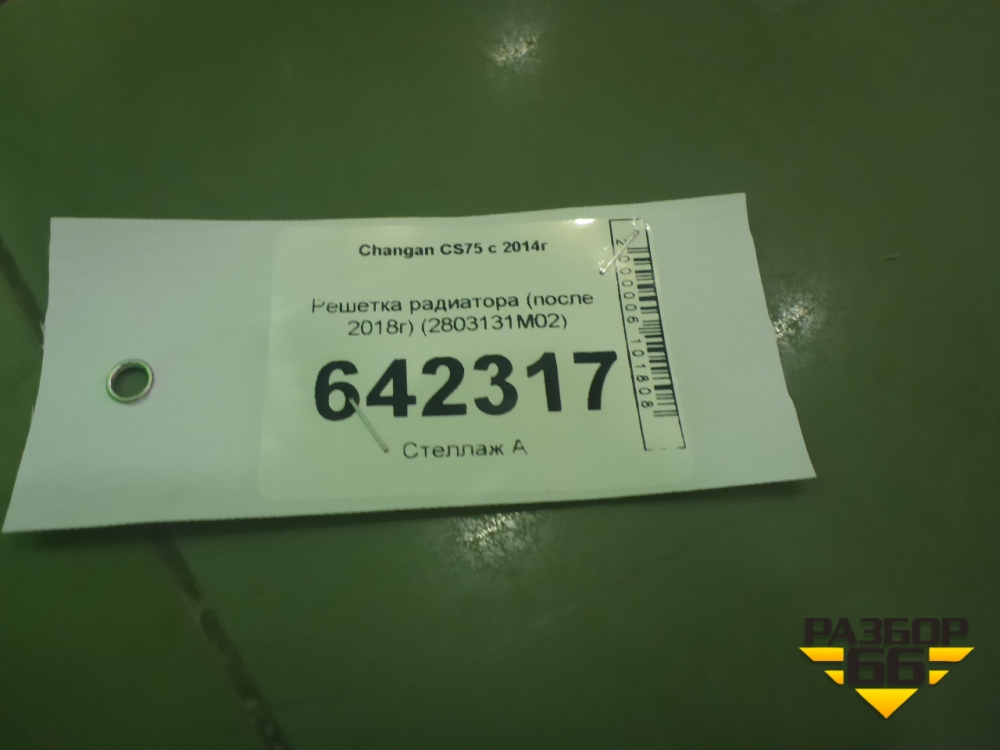 Changan CS75 с 2014г
Решетка радиатора (после
2018г) (2803131M02)
642317
Стеллаж А
2000006101808
РАЗБОР
66